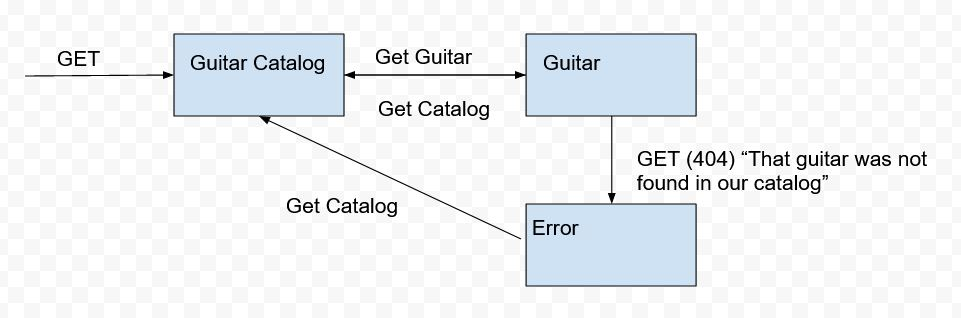 GET
Guitar Catalog
Get Guitar
Guitar
Get Catalog
GET (404) “That guitar was not
found in our catalog”
Get Catalog
Error